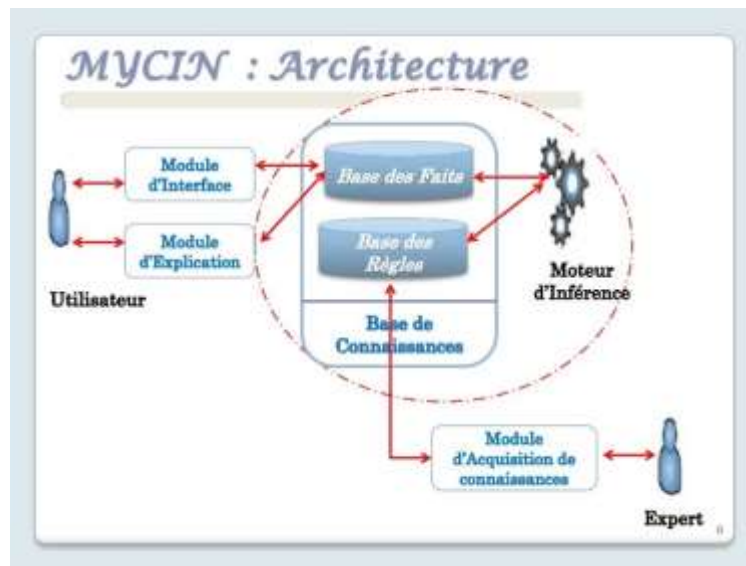 MYCIN : Architecture
Module
d'Interface
Base des Faits
Module
d'Explication
Base des
Règles
Utilisateur
Moteur
d'Inférence
Base de
Connaissances
Module
d'Acquisition de
connaissances
Expert